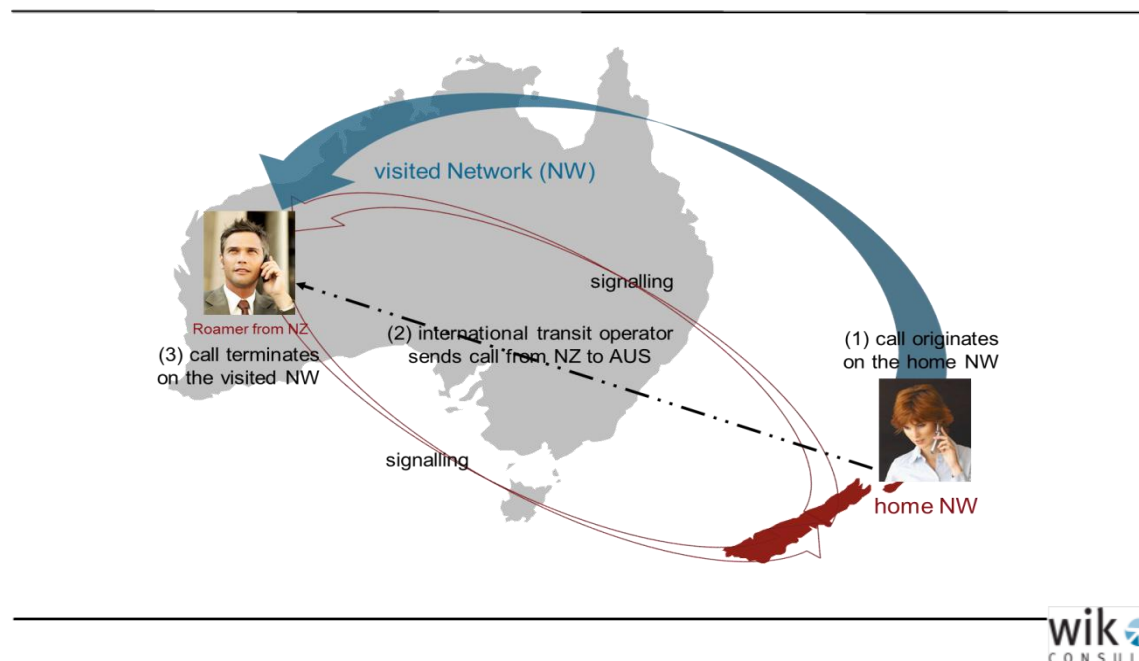 visited Network (NW)
signalling
Roamer from NZ
(3) call terminates
on the visited NW
(2) international transit operator
sends call from NZ to AUS
(1) call originates
on the home NW
signalling
home NW
wik